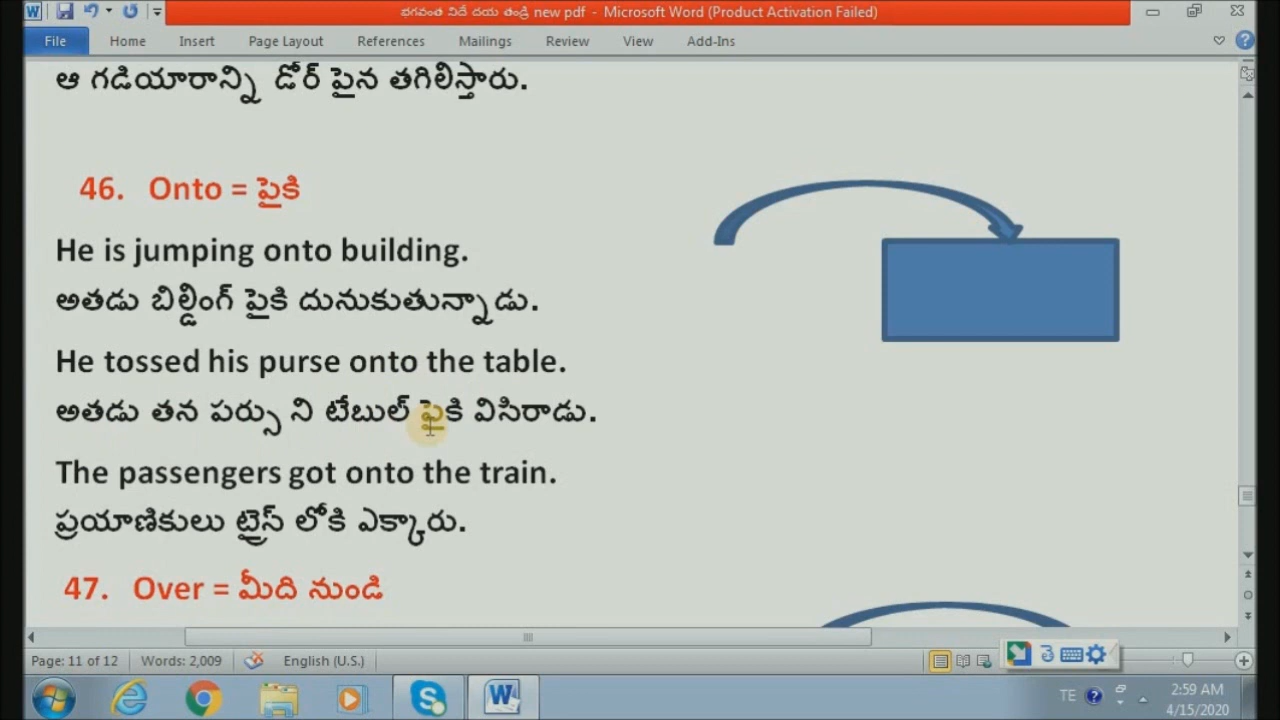 భగవంత నిదే దయ తండ్రి new pdf - Microsoft Word (Product Activation Failed)
File Home Insert Page Layout References Mailings Review View Add-Ins
ఆ గడియారాన్ని డోర్ పైన తగిలిస్తారు.
46. Onto = పైకి
He is jumping onto building.
అతడు బిల్డింగ్ పైకి దునుకుతున్నాడు.
He tossed his purse onto the table.
అతడు తన పర్సు ని టేబుల్ పైకి విసిరాడు.
The passengers got onto the train.
ప్రయాణికులు ట్రైన్ లోకి ఎక్కారు.
47. Over = మీది నుండి
Page: 11 of 12 Words: 2,009 English (U.S.)
తె
TE 2:59 AM
4/15/2020